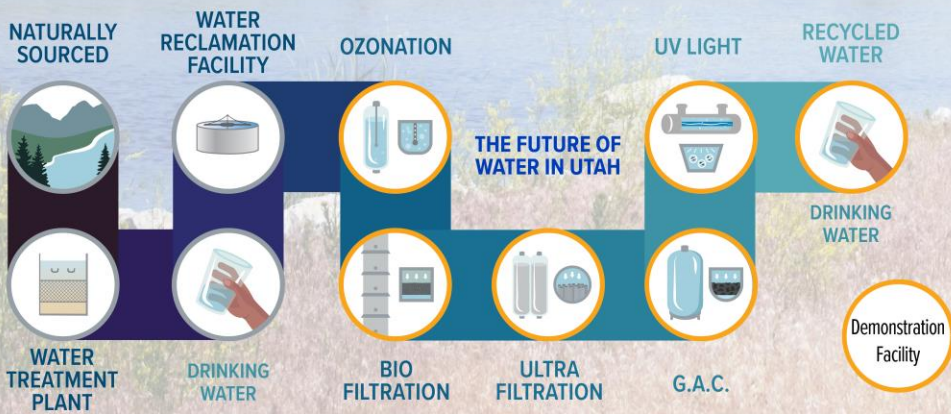 NATURALLY
SOURCED
WATER
RECLAMATION
FACILITY
OZONATION
UV LIGHT
RECYCLED
WATER
THE FUTURE OF
WATER IN UTAH
DRINKING
WATER
WATER
TREATMENT
PLANT
DRINKING
WATER
BIO
FILTRATION
ULTRA
FILTRATION
G.A.C.
Demonstration
Facility